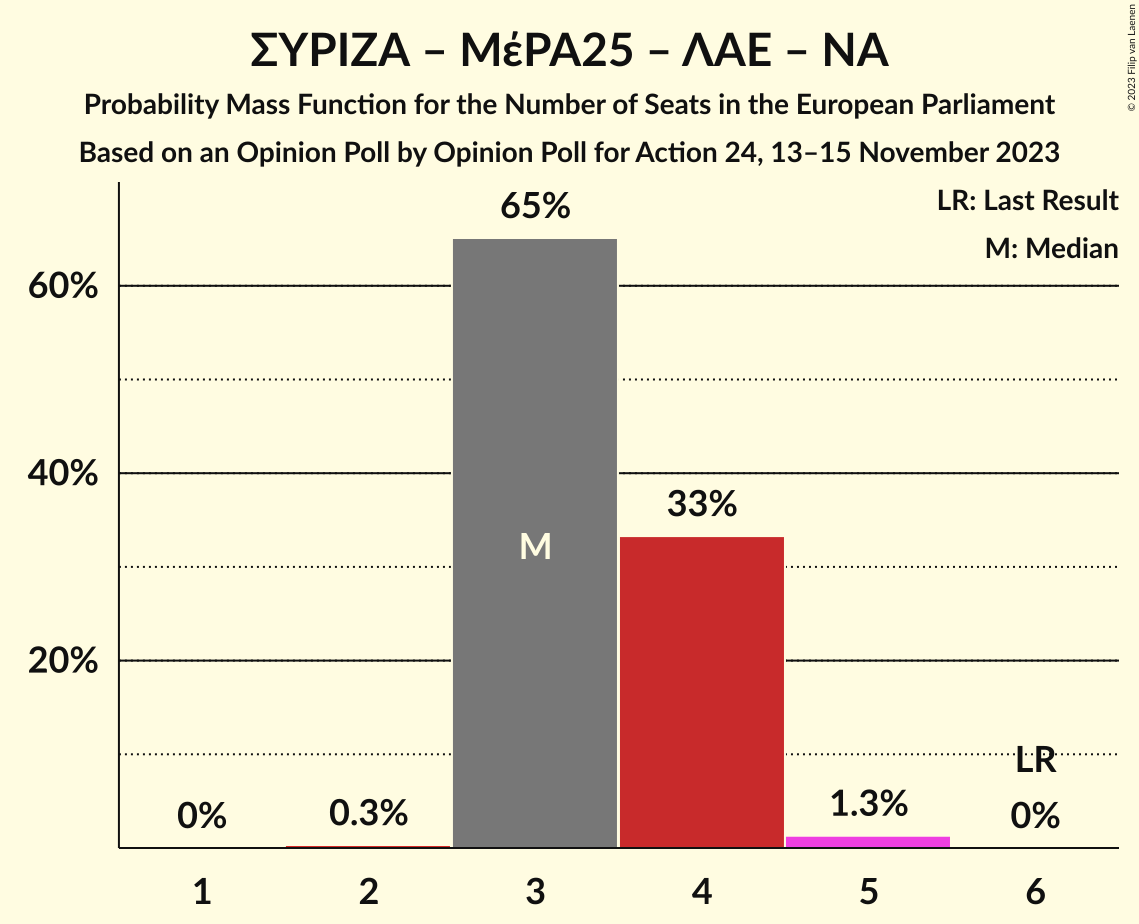 ΣΥΡΙΖΑ – ΜέΡΑ25 – ΛΑΕ – ΝΑ
Probability Mass Function for the Number of Seats in the European Parliament
Based on an Opinion Poll by Opinion Poll for Action 24, 13–15 November 2023
© 2023 Filip van Laenen
LR: Last Result
M: Median
65%
60%
40%
33%
M
20%
LR
0%
0.3%
1.3%
0%
1
2
3
4
5
6